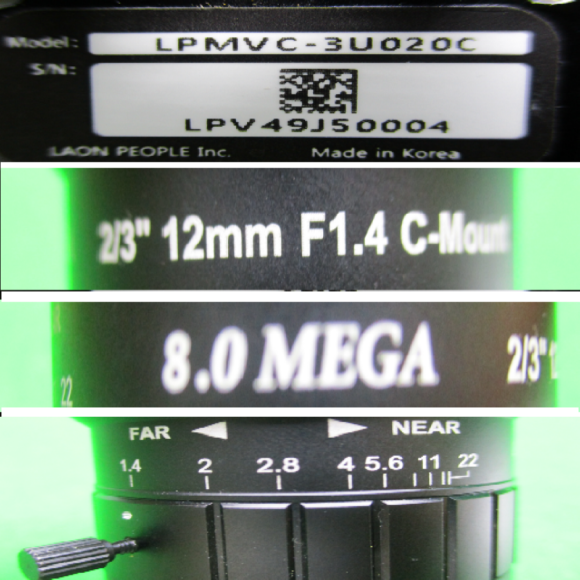 Model: LPMVC-3U020C
S/N:
LPV49J50004
LAON PEOPLE Inc. Made in Korea
2/3" 12mm F1.4 C-Mount
8.0 MEGA 2/3"
22
FAR NEAR
1.4 2 2.8 4 5.6 11 22